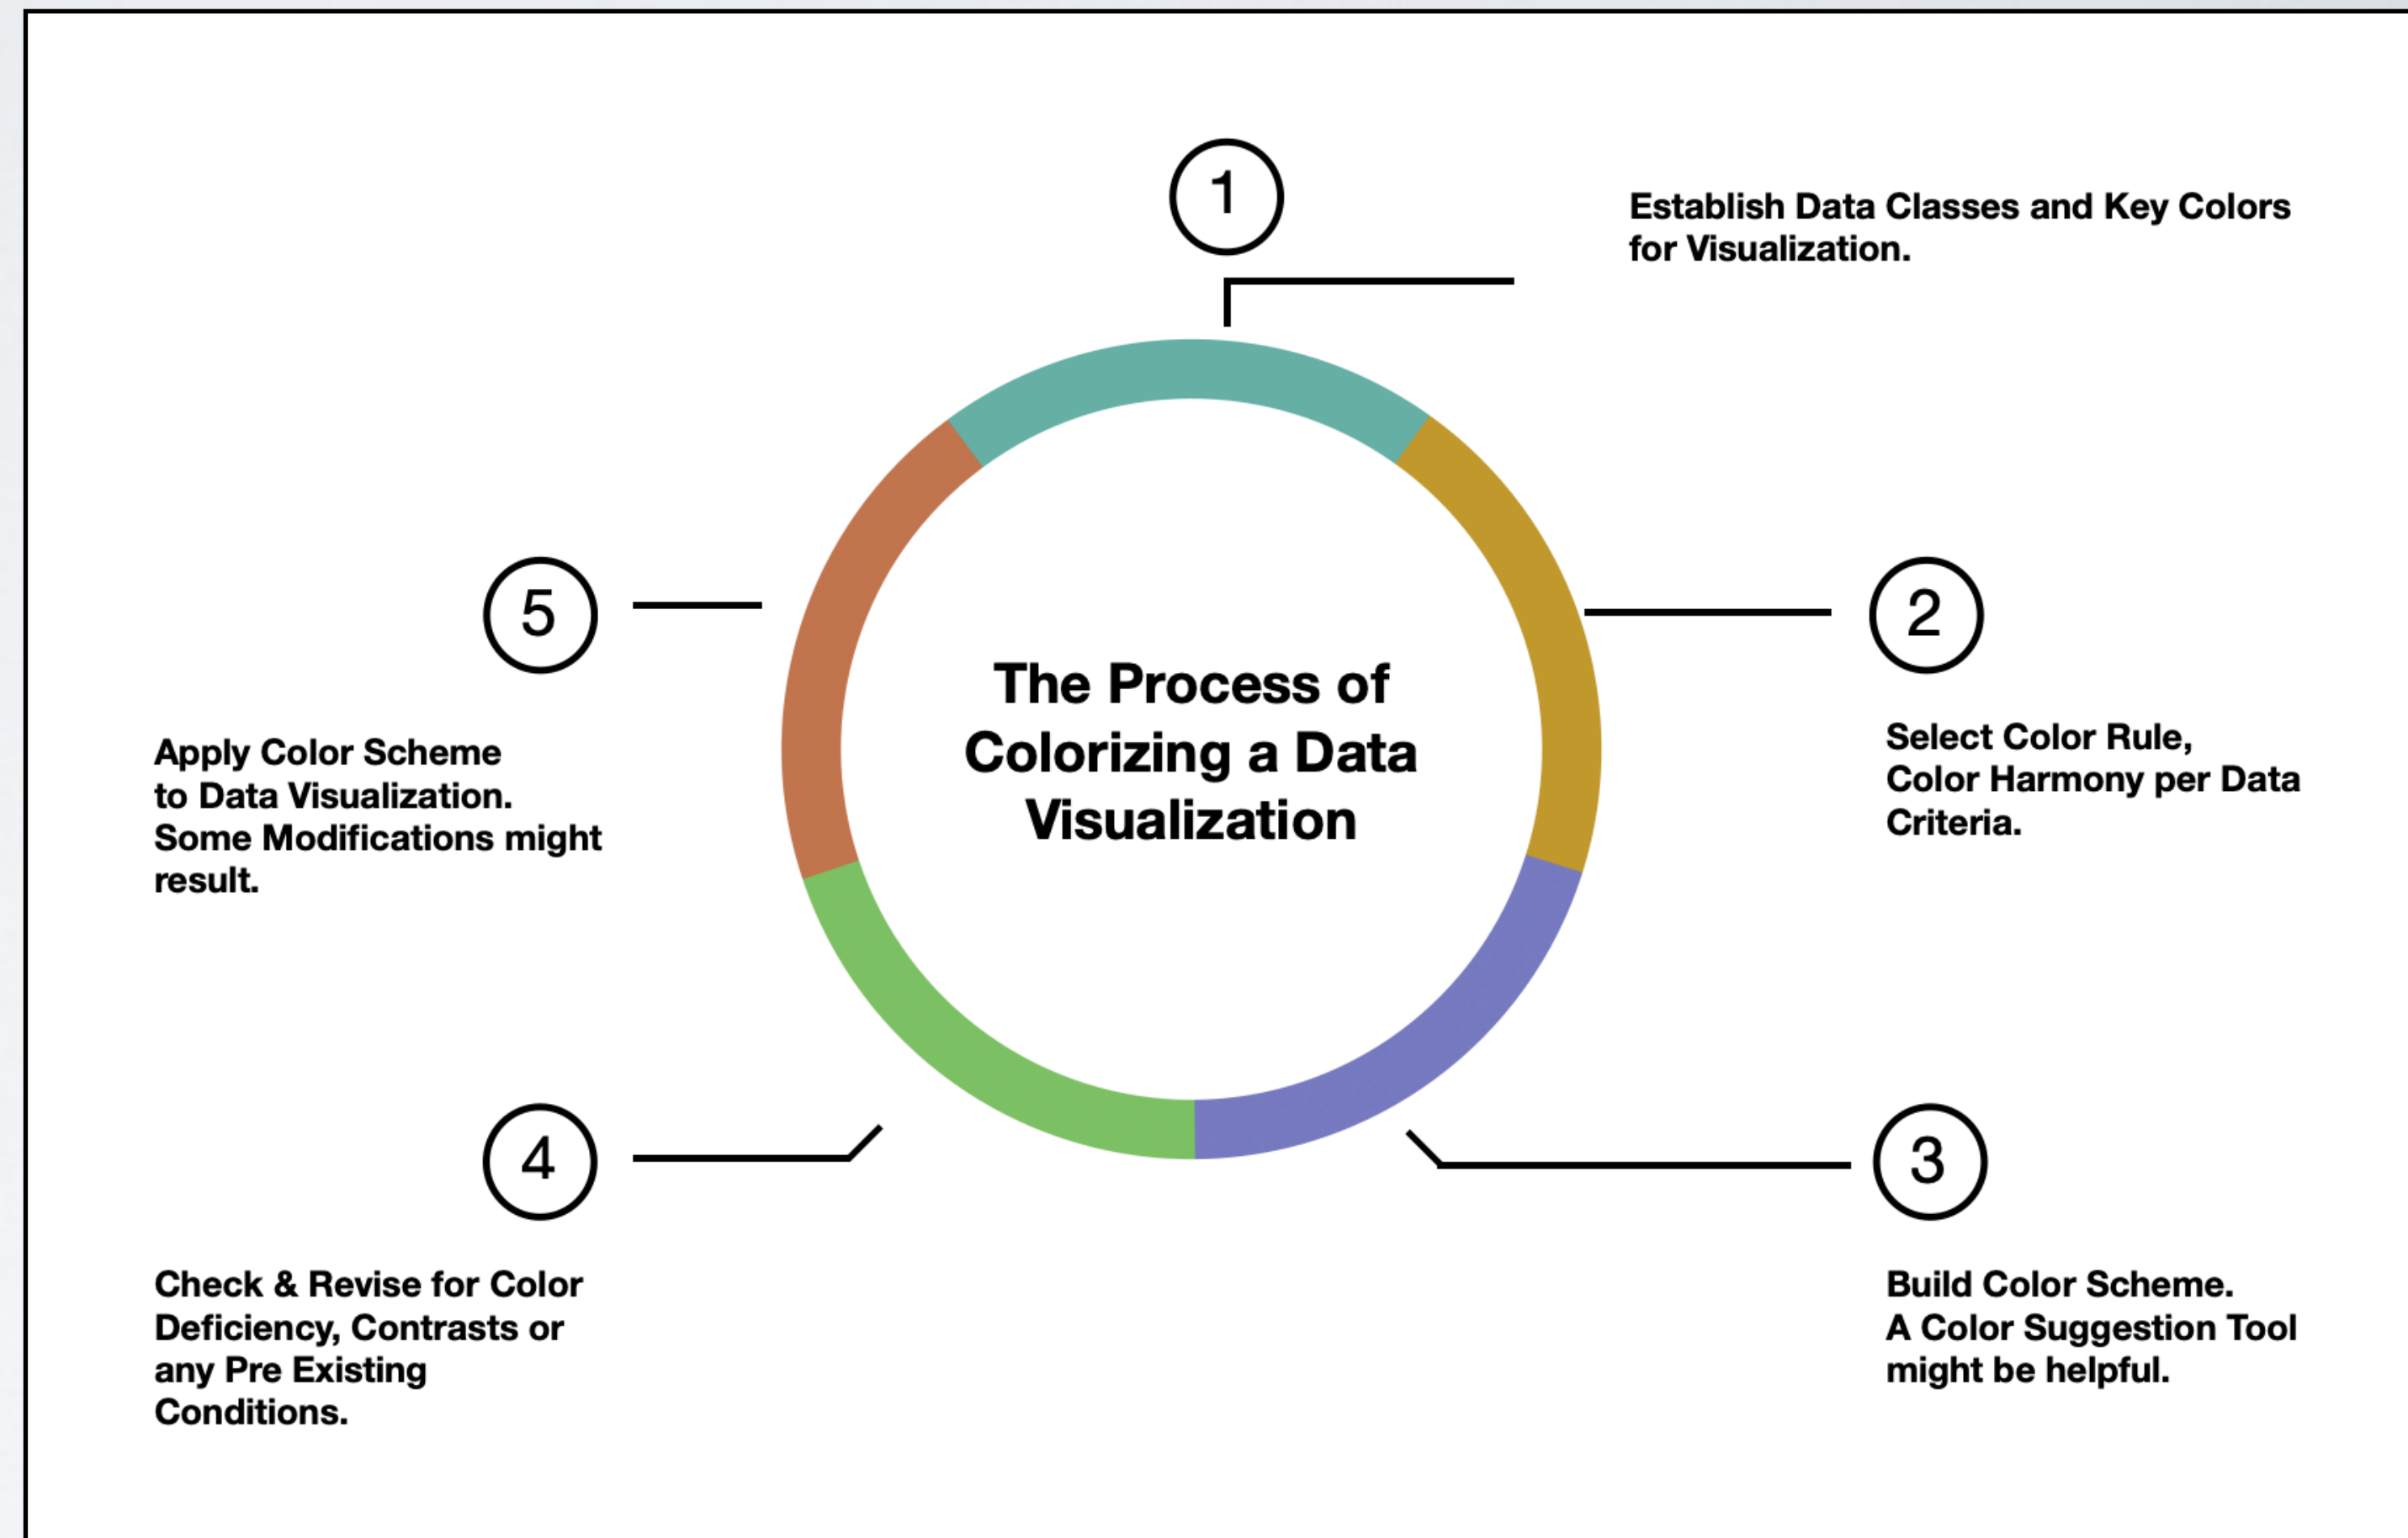 1
Establish Data Classes and Key Colors
for Visualization.
2
Select Color Rule,
Color Harmony per Data
Criteria.
3
Build Color Scheme.
A Color Suggestion Tool
might be helpful.
4
Check & Revise for Color
Deficiency, Contrasts or
any Pre Existing
Conditions.
5
Apply Color Scheme
to Data Visualization.
Some Modifications might
result.
The Process of
Colorizing a Data
Visualization